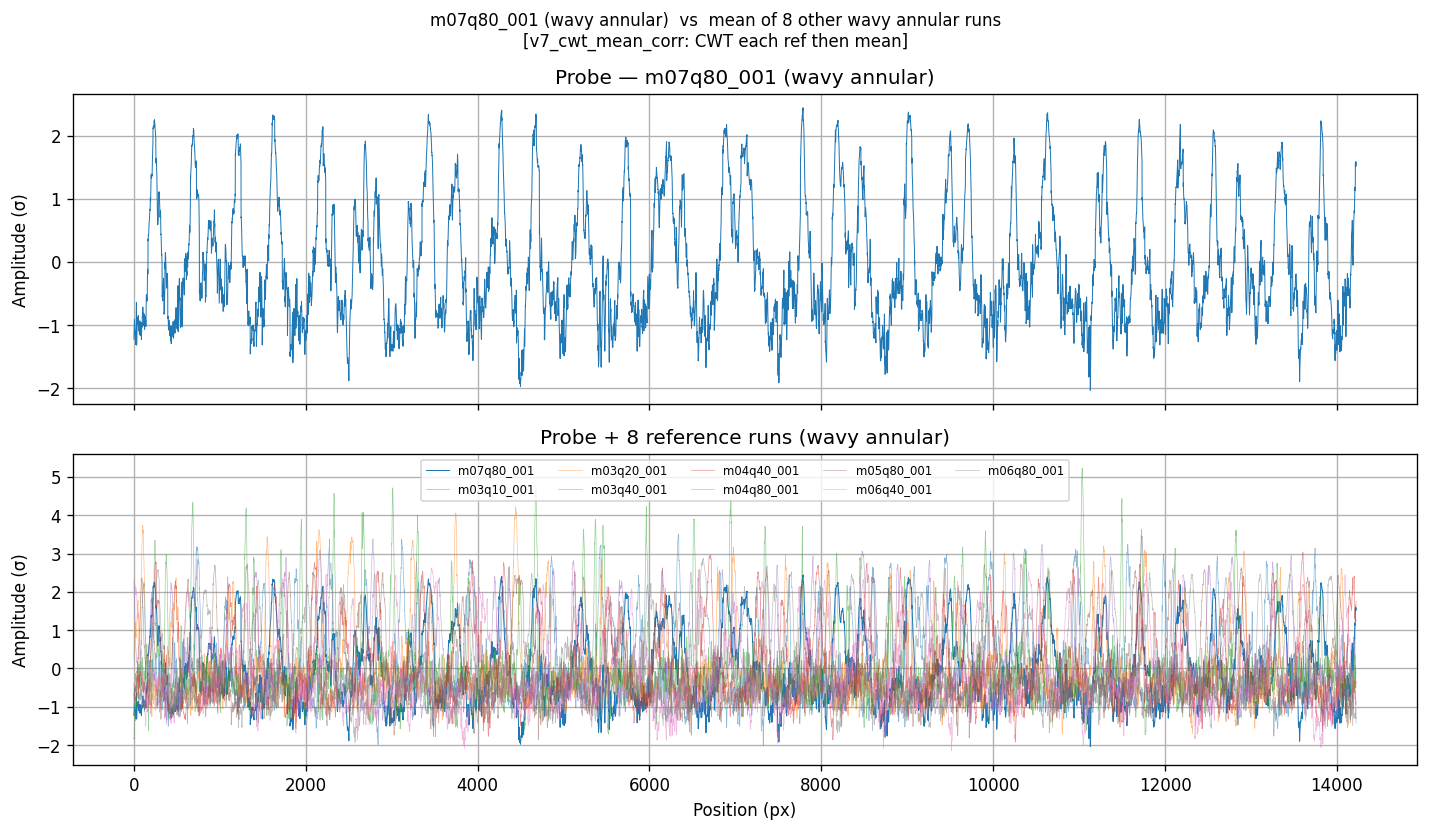 m07q80_001 (wavy annular)  vs  mean of 8 other wavy annular runs
[v7_cwt_mean_corr: CWT each ref then mean]
Probe — m07q80_001 (wavy annular)
Amplitude (σ)
2
1
0
−1
−2
Probe + 8 reference runs (wavy annular)
Amplitude (σ)
5
4
3
2
1
0
−1
−2
m07q80_001 m03q20_001 m04q40_001 m05q80_001 m06q80_001
m03q10_001 m03q40_001 m04q80_001 m06q40_001
0 2000 4000 6000 8000 10000 12000 14000
Position (px)